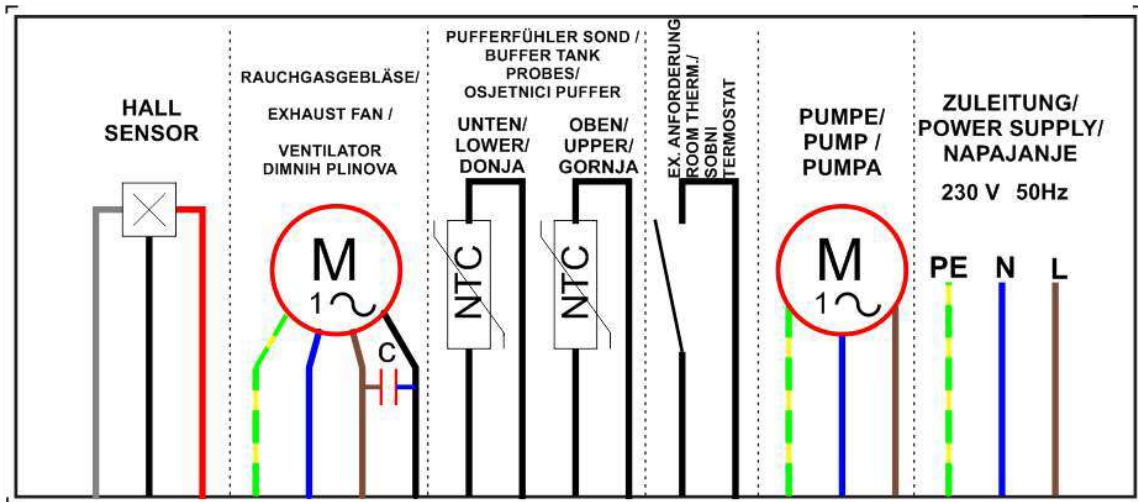 HALL
SENSOR
RAUCHGASGEBLÄSE/
EXHAUST FAN /
VENTILATOR
DIMNIH PLINOVA
M
1
C
PUFFERFÜHLER SOND /
BUFFER TANK
PROBES/
OSJETNICI PUFFER
UNTEN/
LOWER/
DONJA
NTC
OBEN/
UPPER/
GORNJA
NTC
EX. ANFORDERUNG
ROOM THERM./
SOBNI
TERMOSTAT
PUMPE/
PUMP /
PUMPA
M
1
ZULEITUNG/
POWER SUPPLY/
NAPAJANJE
230 V 50Hz
PE N L